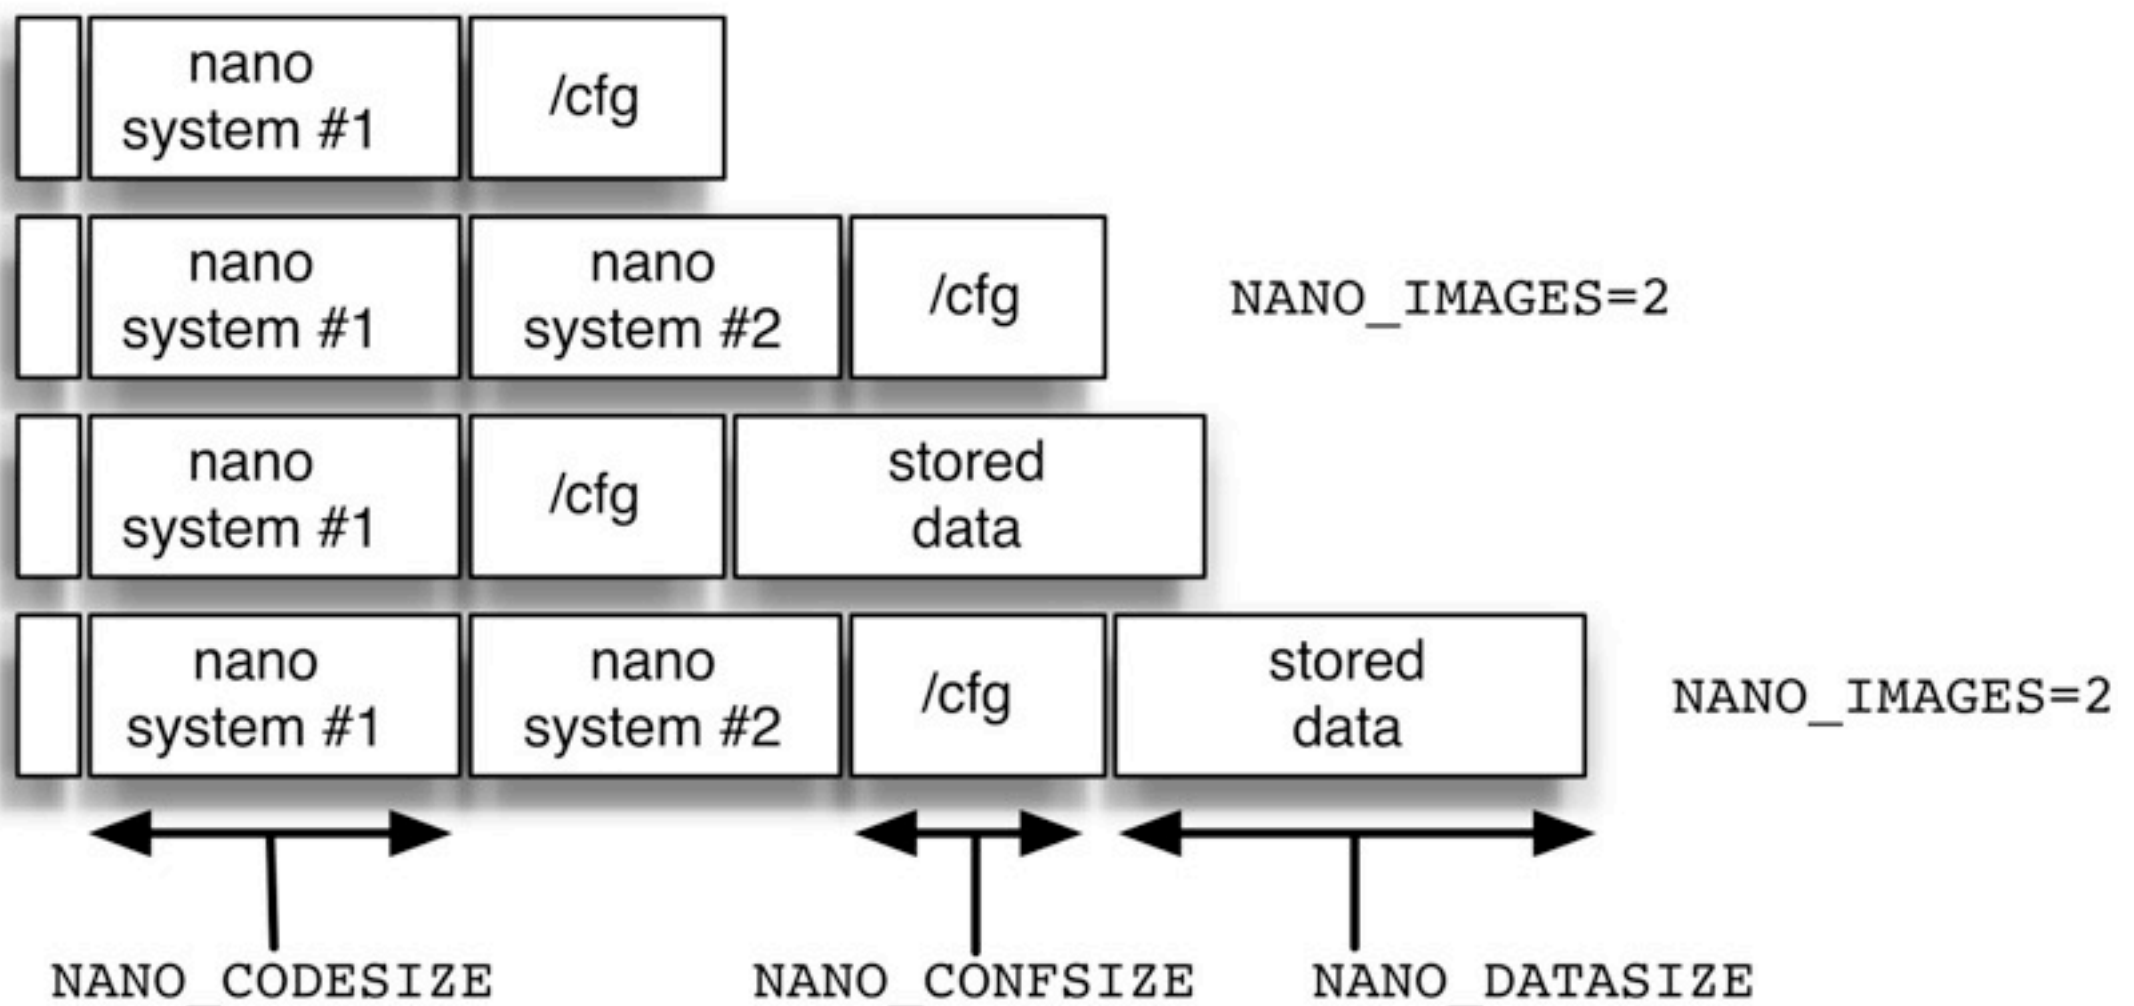 nano
system #1
/cfg
nano
system #1
nano
system #2
/cfg
NANO_IMAGES=2
nano
system #1
/cfg
stored
data
nano
system #1
nano
system #2
/cfg
stored
data
NANO_IMAGES=2
NANO_CODESIZE
NANO_CONFSIZE
NANO_DATASIZE